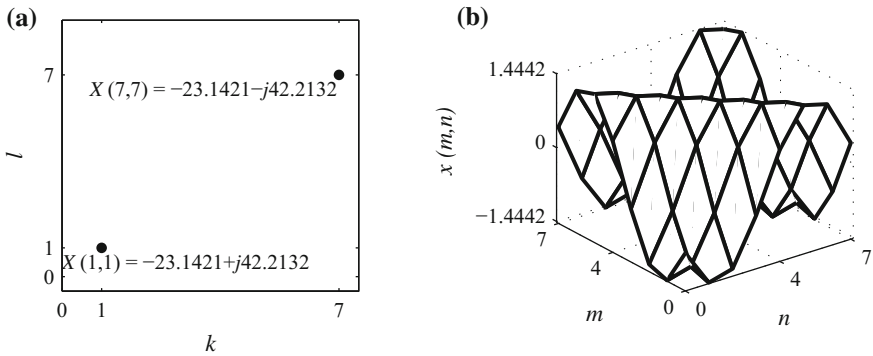 (a)
7
X (7,7) = −23.1421−j42.2132
l
1
X (1,1) = −23.1421+j42.2132
0
0 1 7
k
(b)
1.4442
x (m,n)
0
−1.4442
7
4
0
m
0
4
7
n